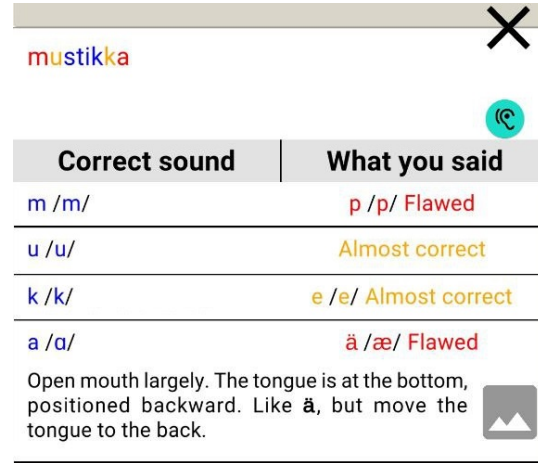 mustikka
Correct sound What you said
m /m/ p /p/ Flawed
u /u/ Almost correct
k /k/ e /e/ Almost correct
a /ɑ/ ä /æ/ Flawed
Open mouth largely. The tongue is at the bottom,
positioned backward. Like ä, but move the
tongue to the back.